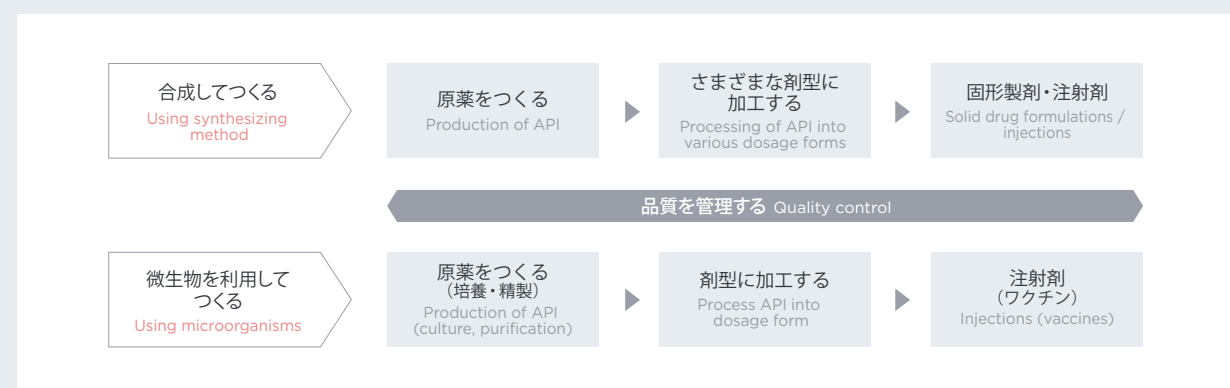 合成してつくる
Using synthesizing
method
原薬をつくる
Production of API
さまざまな剤型に
加工する
Processing of API into
various dosage forms
固形製剤・注射剤
Solid drug formulations /
injections
品質を管理する Quality control
微生物を利用して
つくる
Using microorganisms
原薬をつくる
（培養・精製）
Production of API
(culture, purification)
剤型に加工する
Process API into
dosage form
注射剤
（ワクチン）
Injections (vaccines)